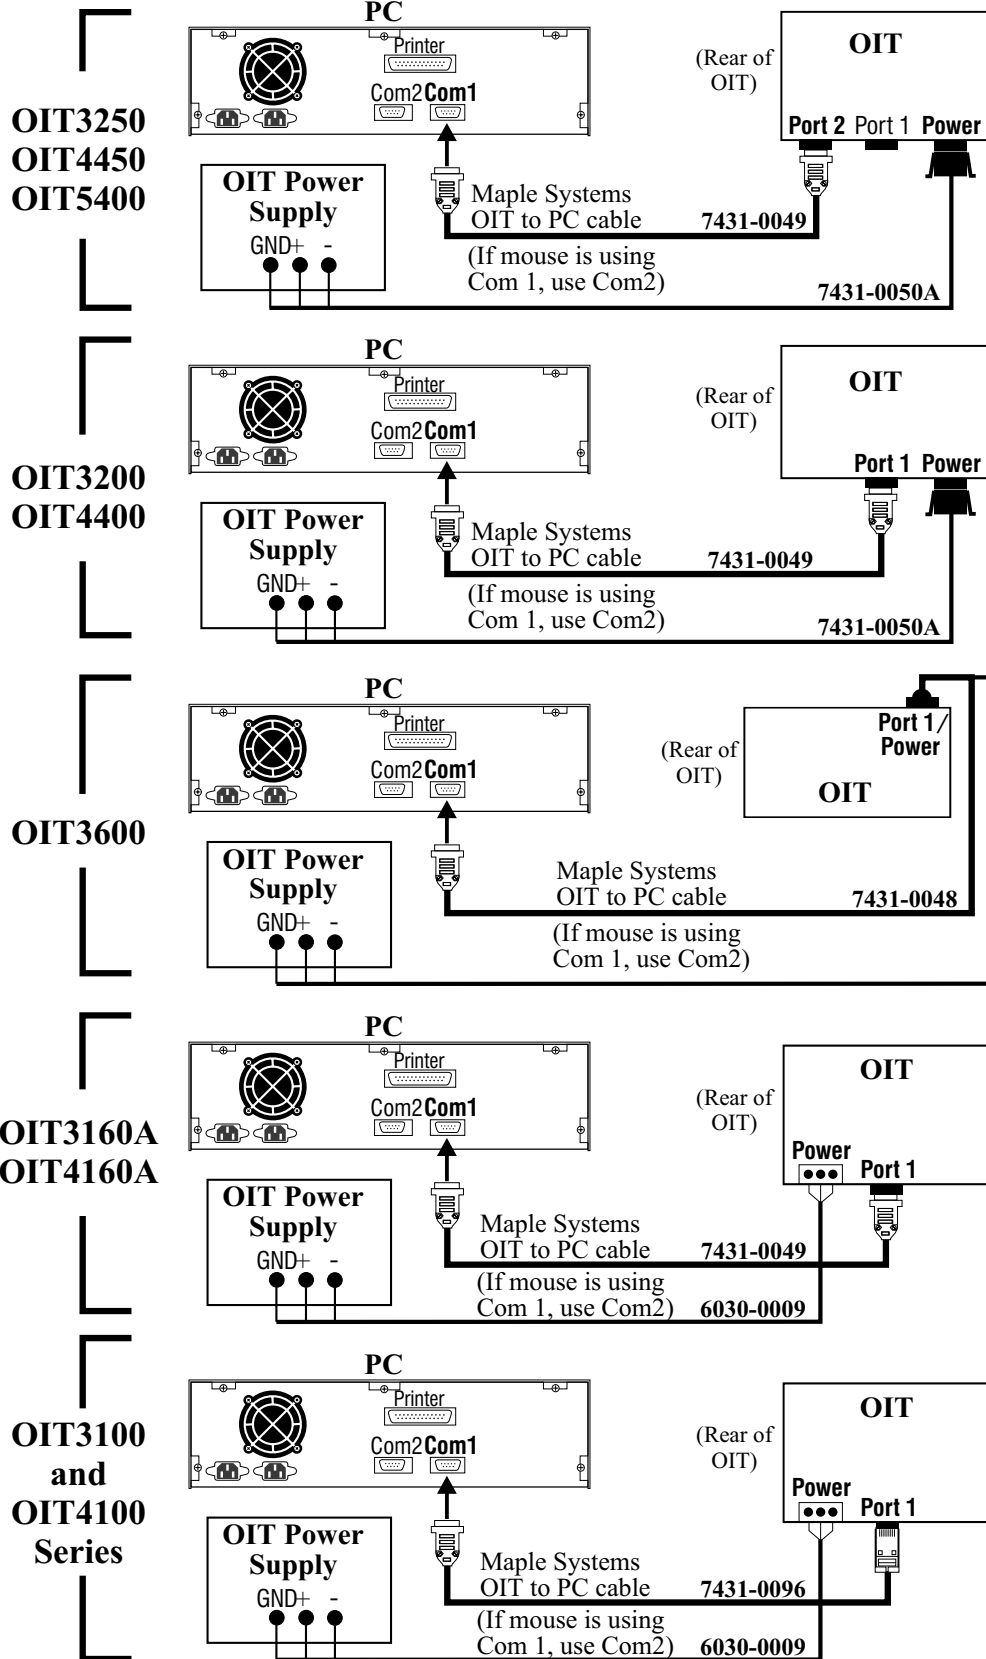 PC
Printer
Com2 Com1
(Rear of
OIT)
OIT
Port 2 Port 1 Power
OIT3250
OIT4450
OIT5400
OIT Power
Supply
GND + -
Maple Systems
OIT to PC cable
7431-0049
(If mouse is using
Com 1, use Com2)
7431-0050A
PC
Printer
Com2 Com1
(Rear of
OIT)
OIT
Port 1 Power
OIT3200
OIT4400
OIT Power
Supply
GND + -
Maple Systems
OIT to PC cable
7431-0049
(If mouse is using
Com 1, use Com2)
7431-0050A
PC
Printer
Com2 Com1
(Rear of
OIT)
Port 1/
Power
OIT
OIT3600
OIT Power
Supply
GND + -
Maple Systems
OIT to PC cable
7431-0048
(If mouse is using
Com 1, use Com2)
PC
Printer
Com2 Com1
(Rear of
OIT)
OIT
Power
Port 1
OIT3160A
OIT4160A
OIT Power
Supply
GND + -
Maple Systems
OIT to PC cable
7431-0049
(If mouse is using
Com 1, use Com2)
6030-0009
PC
Printer
Com2 Com1
(Rear of
OIT)
OIT
Power
Port 1
OIT3100
and
OIT4100
Series
OIT Power
Supply
GND + -
Maple Systems
OIT to PC cable
7431-0096
(If mouse is using
Com 1, use Com2)
6030-0009